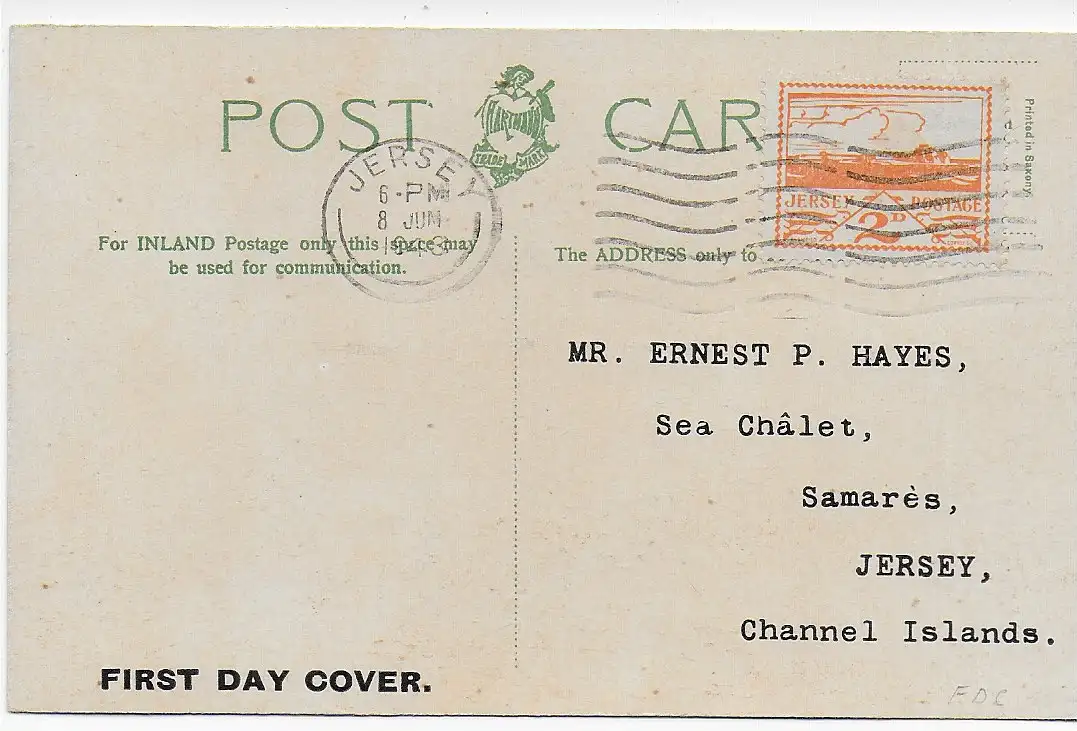 POST CAR
HARTMANN
TRADE MARK
Printed in Saxony.
JERSEY
6-PM
8 JUN
1943
JERSEY POSTAGE
2D
For INLAND Postage only this space may
be used for communication.
The ADDRESS only to
MR. ERNEST P. HAYES,
Sea Châlet,
Samarès,
JERSEY,
Channel Islands.
FIRST DAY COVER.
FDC